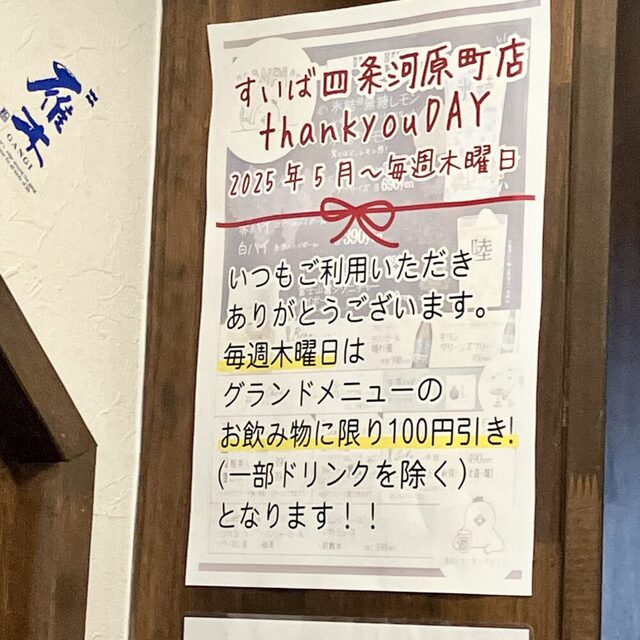 すいば四条河原町店
thankyouDAY
2025年5月～毎週木曜日
いつもご利用いただき
ありがとうございます。
毎週木曜日は
グランドメニューの
お飲み物に限り100円引き!
(一部ドリンクを除く)
となります！！
雁木
GANGI
陸